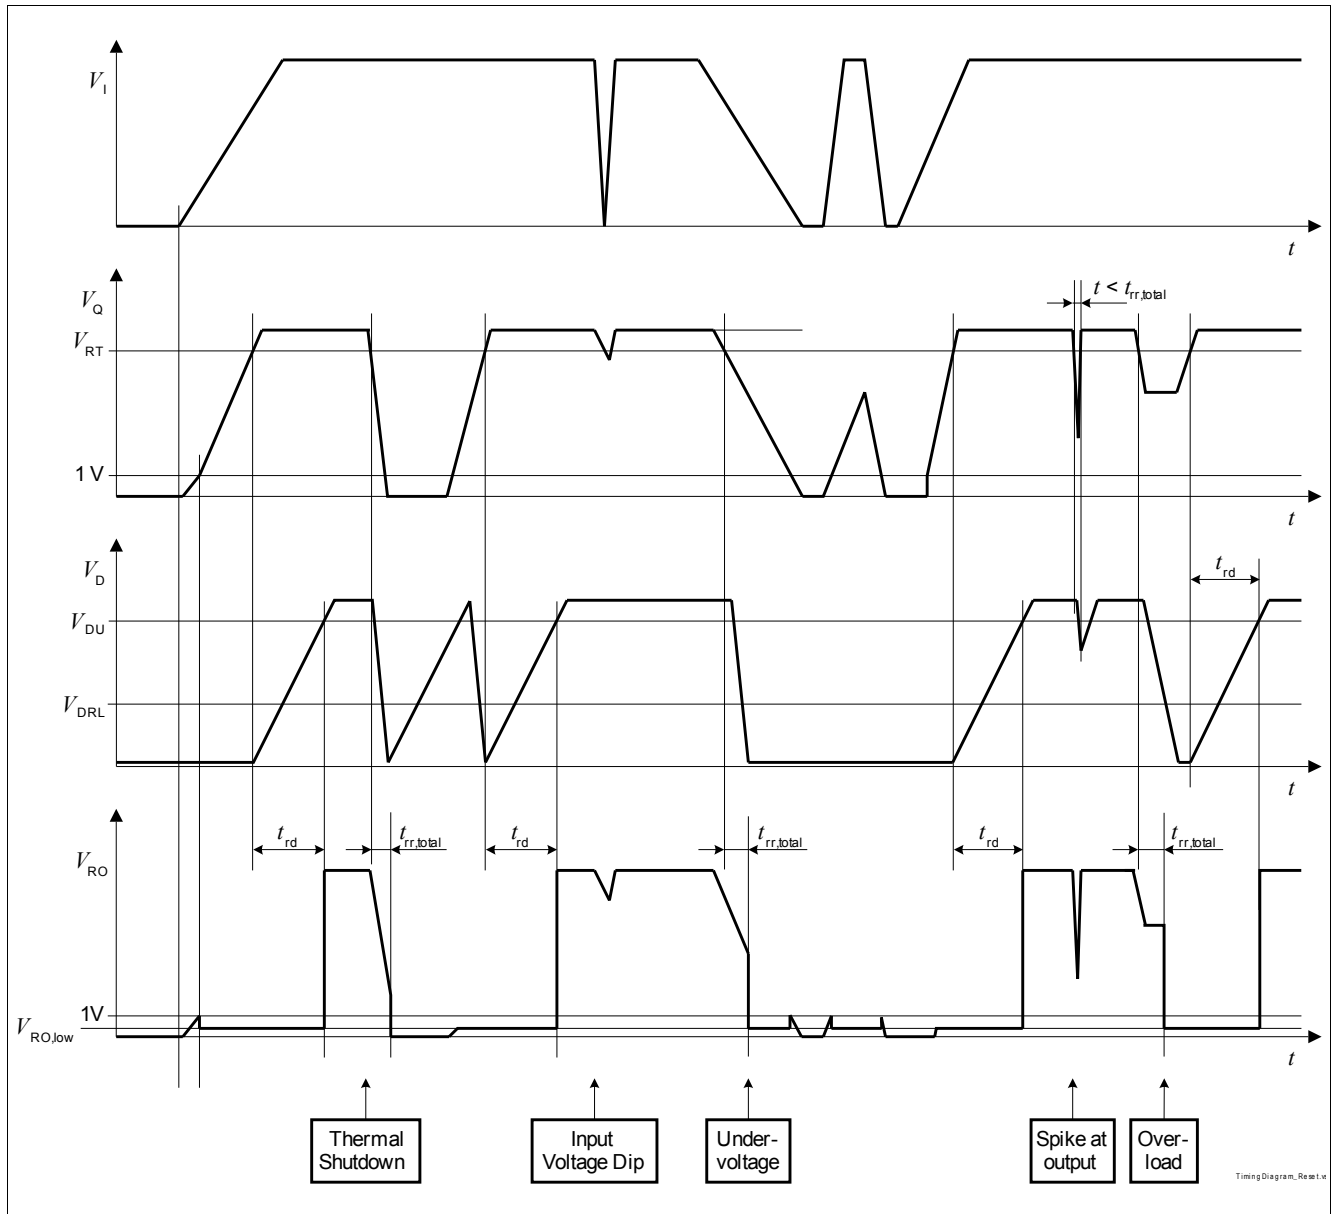 V_I
t
V_Q
t < t_rr,total
V_RT
1 V
t
V_D
t_rd
V_DU
V_DRL
t
t_rd
t_rr,total
t_rd
t_rr,total
t_rd
t_rr,total
V_RO
1V
V_RO,low
t
Thermal
Shutdown
Input
Voltage Dip
Under-
voltage
Spike at
output
Over-
load
TimingDiagram_Reset.vs